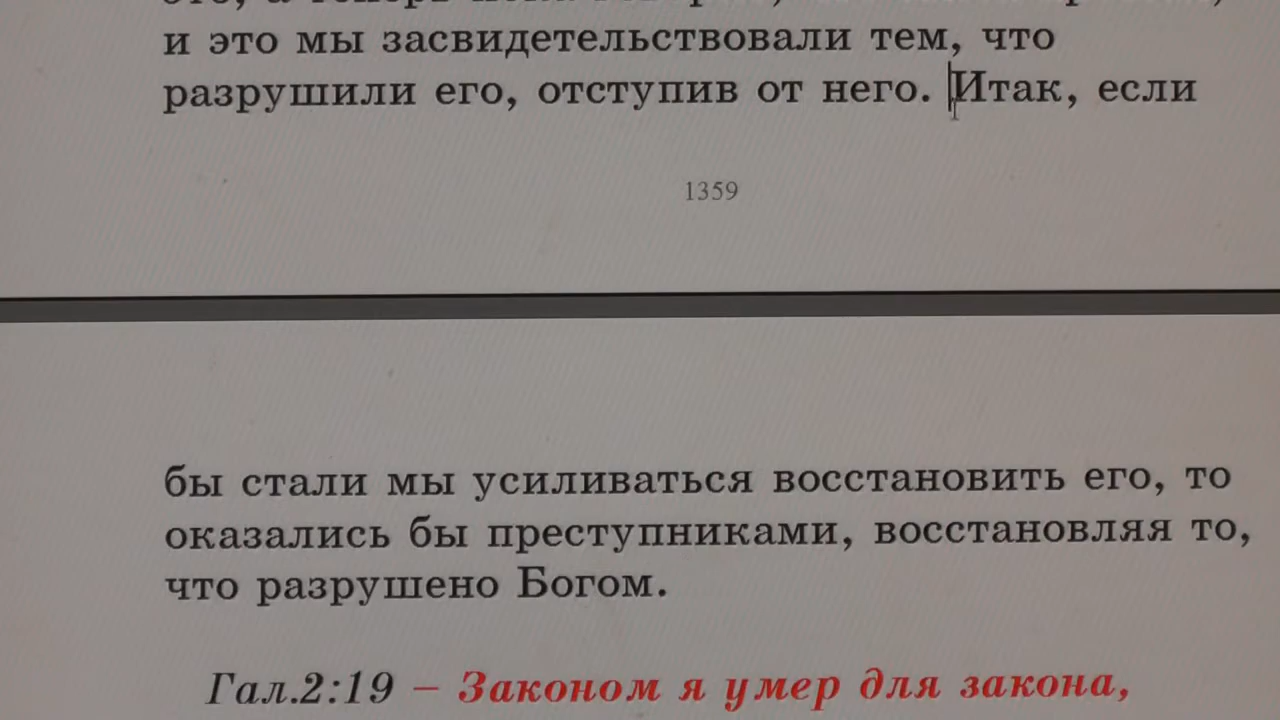 и это мы засвидетельствовали тем, что
разрушили его, отступив от него. Итак, если
1359
бы стали мы усиливаться восстановить его, то
оказались бы преступниками, восстановляя то,
что разрушено Богом.
Гал.2:19 – Законом я умер для закона,